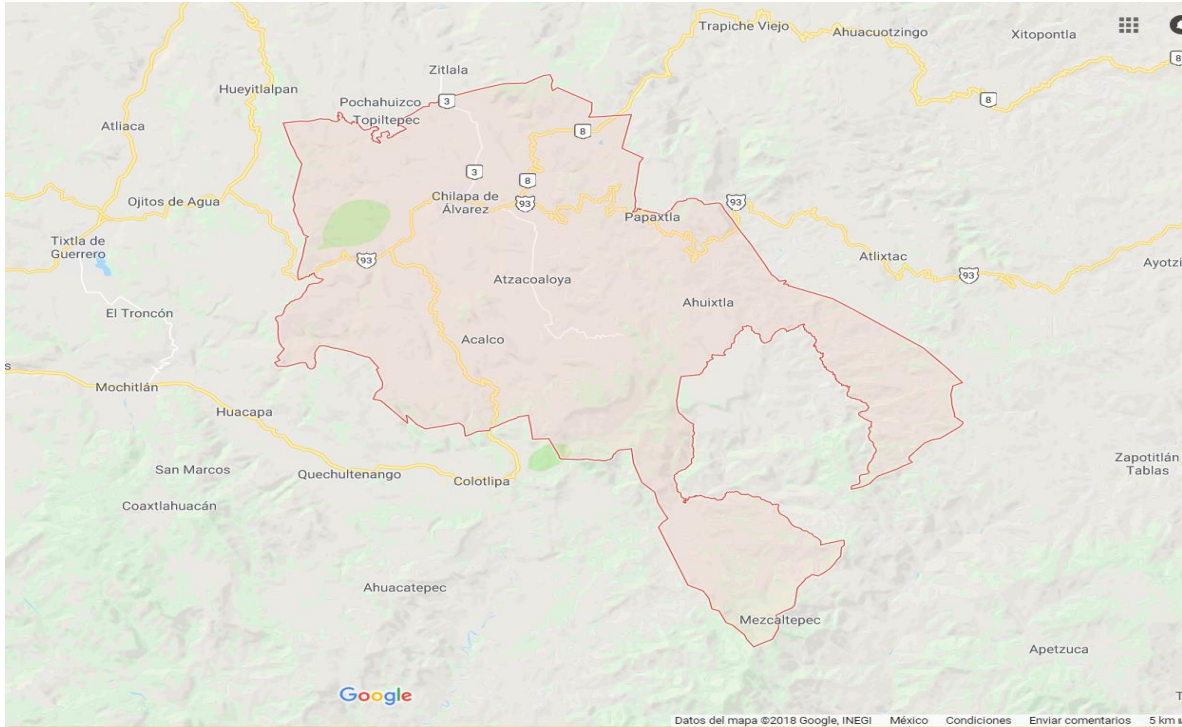 Trapiche Viejo
Ahuacuotzingo
Xitopontla
8
Zitlala
Hueyitlalpan
8
Pochahuizco
3
Topiltepec
Atliaca
8
3
8
Chilapa de
Álvarez
93
Ojitos de Agua
93
Papaxtla
Tixtla de
Guerrero
93
Atlixtac
Ayotzi
93
Atzacoaloya
Ahuixtla
El Troncón
Acalco
s
Mochitlán
Huacapa
San Marcos
Quechultenango
Colotlipa
Zapotitlán
Tablas
Coaxtlahuacán
Ahuacatepec
Mezcaltepec
Apetzuca
Google
T
Datos del mapa ©2018 Google, INEGI México Condiciones Enviar comentarios 5 km